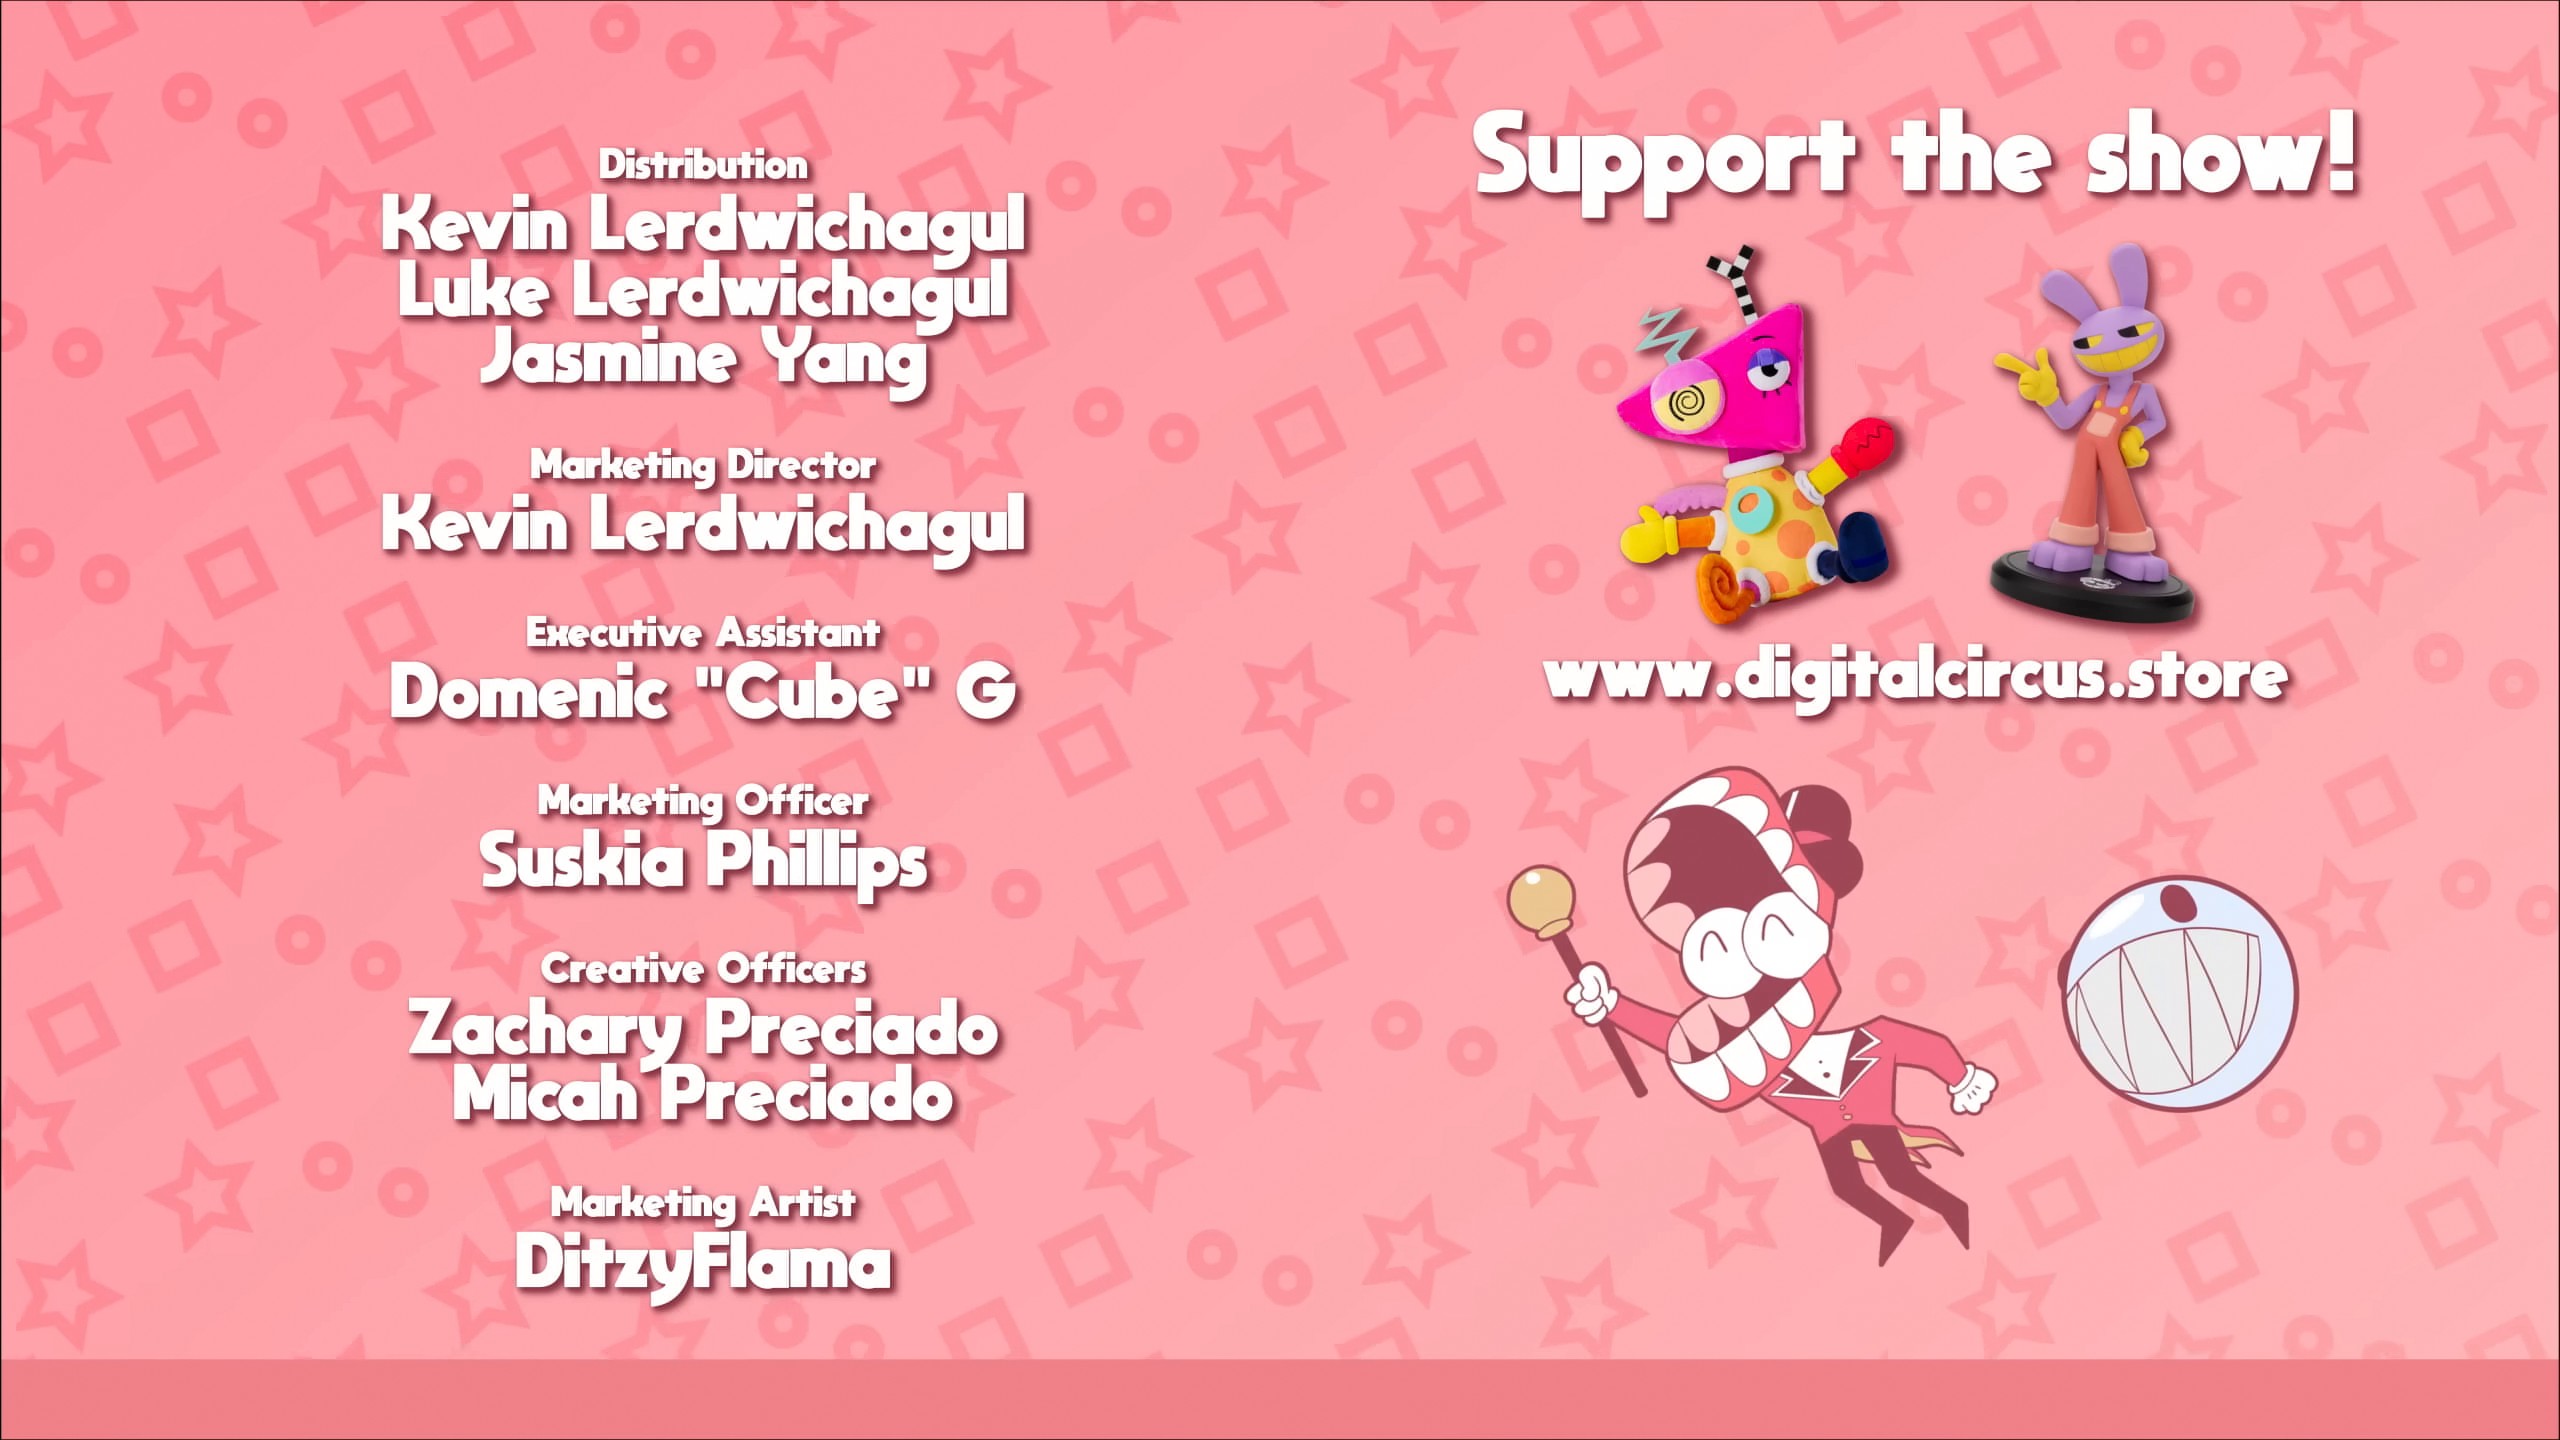 Distribution
Kevin Lerdwichagul
Luke Lerdwichagul
Jasmine Yang
Marketing Director
Kevin Lerdwichagul
Executive Assistant
Domenic "Cube" G
Marketing Officer
Suskia Phillips
Creative Officers
Zachary Preciado
Micah Preciado
Marketing Artist
DitzyFlama
Support the show!
www.digitalcircus.store